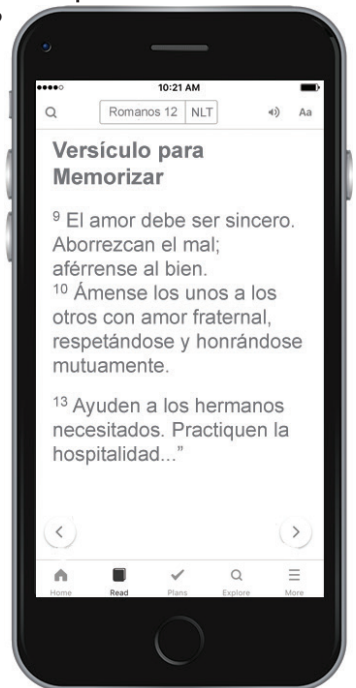 10:21 AM
Romanos 12 NLT Aa
Versículo para
Memorizar
9 El amor debe ser sincero.
Aborrezcan el mal;
aférrense al bien.
10 Ámense los unos a los
otros con amor fraternal,
respetándose y honrándose
mutuamente.
13 Ayuden a los hermanos
necesitados. Practiquen la
hospitalidad..."
Home Read Plans Explore More